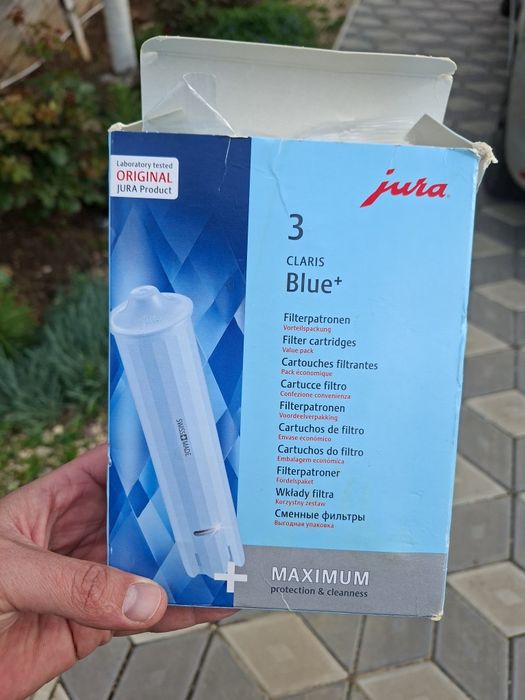 Laboratory tested
ORIGINAL
JURA Product
jura
3
CLARIS
Blue+
Filterpatronen
Vorteilspackung
Filter cartridges
Value pack
Cartouches filtrantes
Pack économique
Cartucce filtro
Confezione convenienza
Filterpatronen
Voordeelverpakking
Cartuchos de filtro
Envase económico
Cartuchos do filtro
Embalagem económica
Filterpatroner
Fordelspaket
Wkłady filtra
Korzystny zestaw
Сменные фильтры
Выгодная упаковка
SWISS MADE
+ MAXIMUM
protection & cleanness